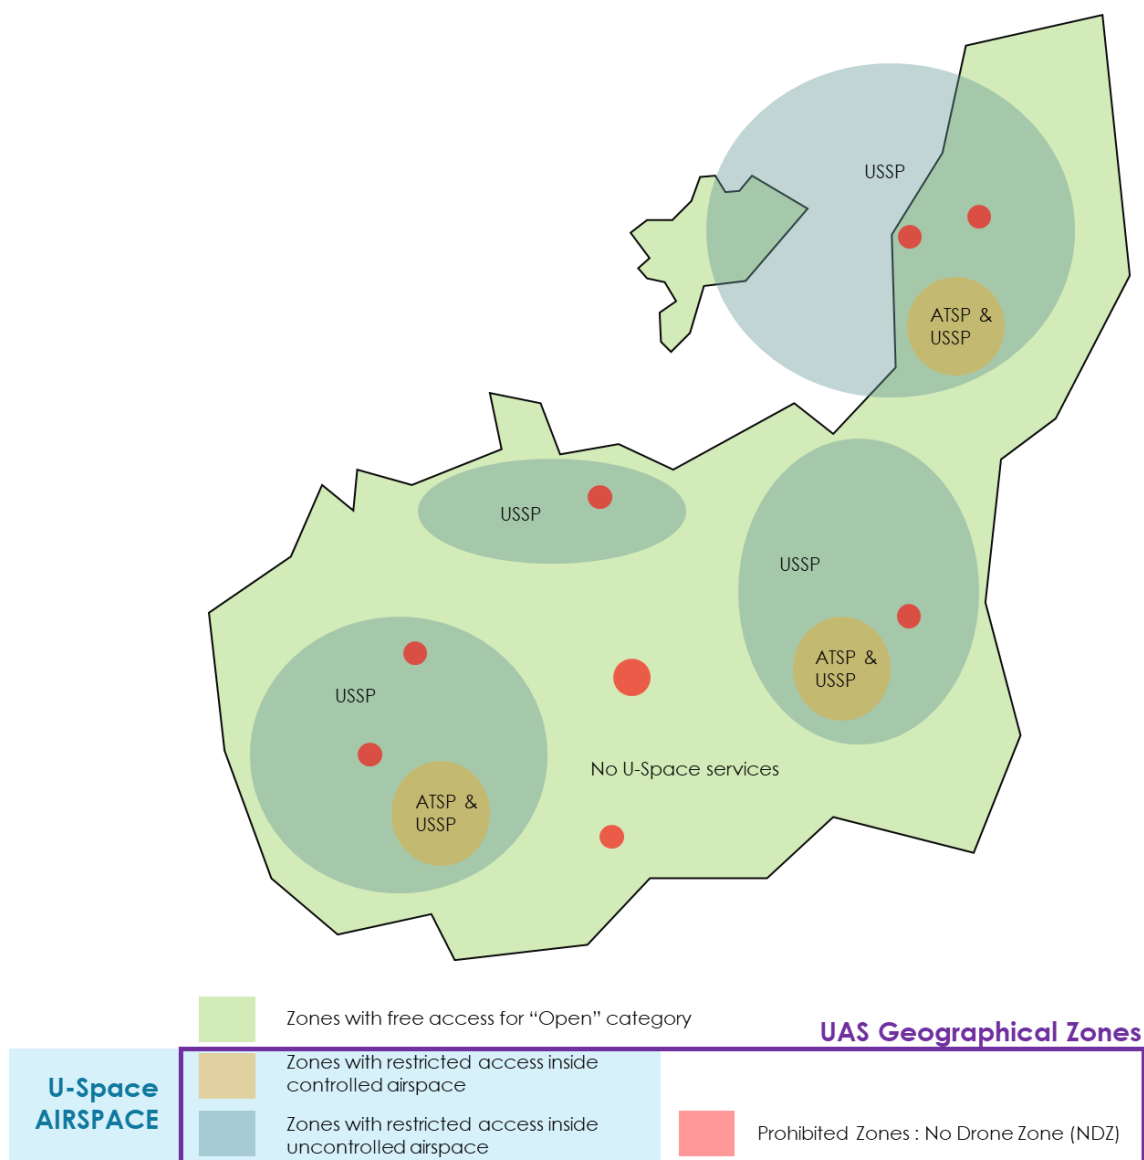 USSP
ATSP &
USSP
USSP
USSP
ATSP &
USSP
USSP
No U-Space services
ATSP &
USSP
Zones with free access for “Open” category
UAS Geographical Zones
U-Space
AIRSPACE
Zones with restricted access inside
controlled airspace
Zones with restricted access inside
uncontrolled airspace
Prohibited Zones : No Drone Zone (NDZ)